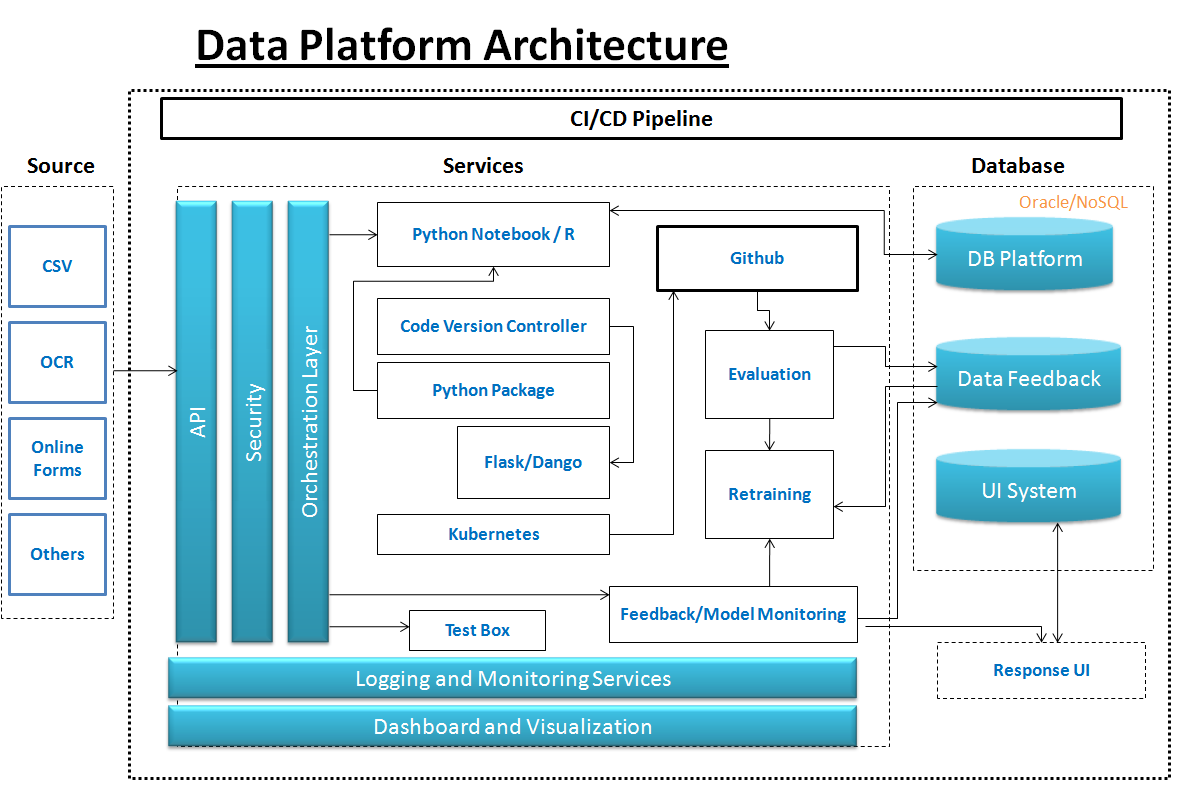 Data Platform Architecture
CI/CD Pipeline
Source
Services
Database
CSV
OCR
Online
Forms
Others
API
Security
Orchestration Layer
Python Notebook / R
Code Version Controller
Python Package
Flask/Dango
Kubernetes
Test Box
Github
Evaluation
Retraining
Feedback/Model Monitoring
Oracle/NoSQL
DB Platform
Data Feedback
UI System
Response UI
Logging and Monitoring Services
Dashboard and Visualization